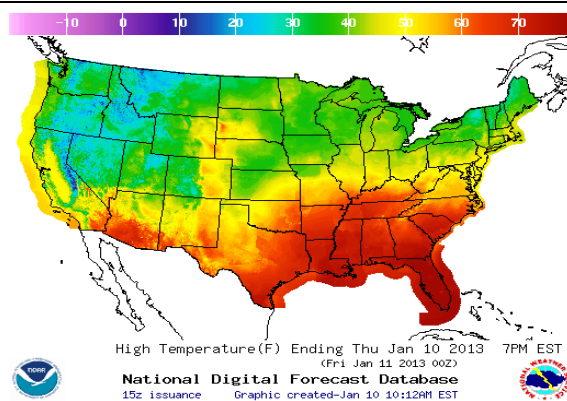 -10 0 10 20 30 40 50 60 70
High Temperature(F) Ending Thu Jan 10 2013 7PM EST
(Fri Jan 11 2013 00Z)
National Digital Forecast Database
15z issuance Graphic created-Jan 10 10:12AM EST
NOAA